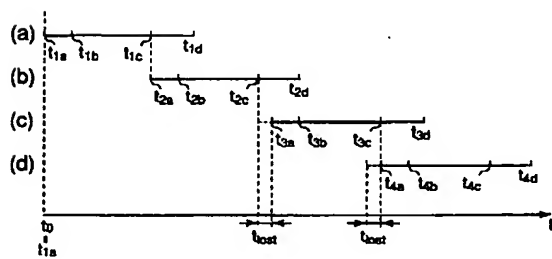 (a)
t1a t1b t1c t1d
(b)
t2a t2b t2c t2d
(c)
t3a t3b t3c t3d
(d)
t4a t4b t4c t4d
t0
t1a
tlost tlost
t